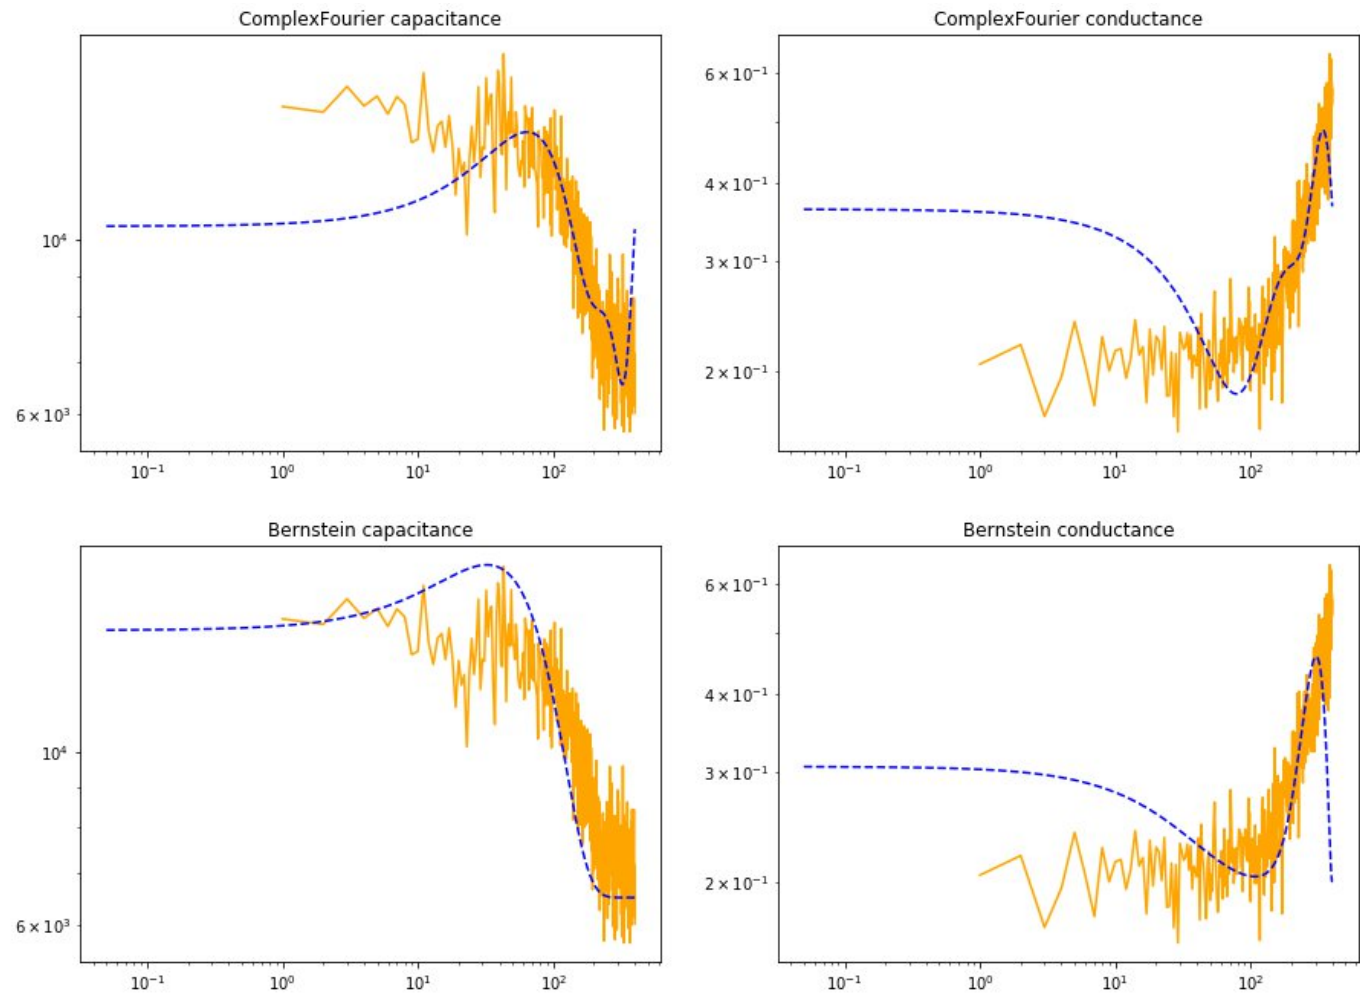 ComplexFourier capacitance
ComplexFourier conductance
10⁴
6 × 10³
6 × 10⁻¹
4 × 10⁻¹
3 × 10⁻¹
2 × 10⁻¹
10⁻¹ 10⁰ 10¹ 10²
10⁻¹ 10⁰ 10¹ 10²
Bernstein capacitance
Bernstein conductance
10⁴
6 × 10³
6 × 10⁻¹
4 × 10⁻¹
3 × 10⁻¹
2 × 10⁻¹
10⁻¹ 10⁰ 10¹ 10²
10⁻¹ 10⁰ 10¹ 10²